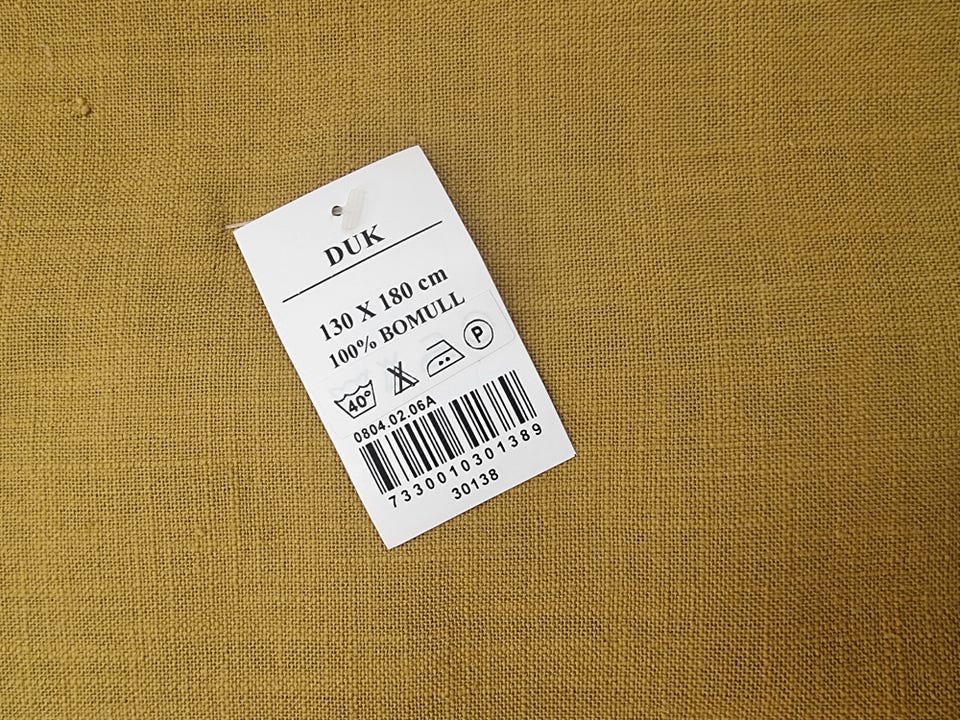 DUK
130 X 180 cm
100% BOMULL
40° P
0804.02.06A
7330010301389
30138